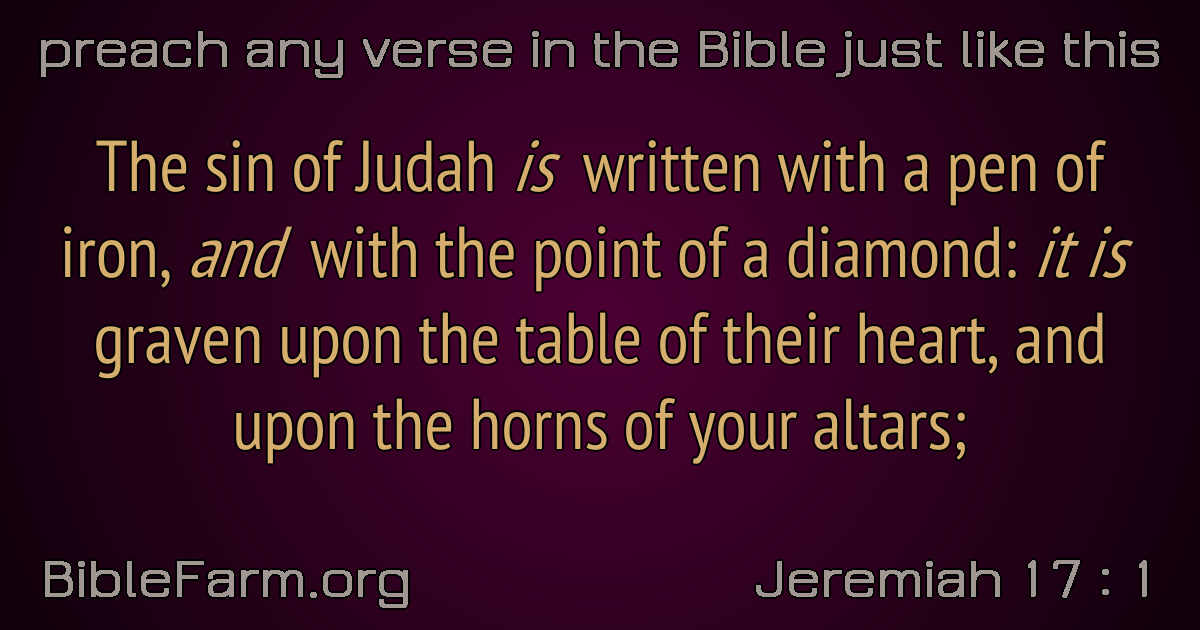 preach any verse in the Bible just like this
The sin of Judah is written with a pen of
iron, and with the point of a diamond: it is
graven upon the table of their heart, and
upon the horns of your altars;
BibleFarm.org
Jeremiah 17 : 1